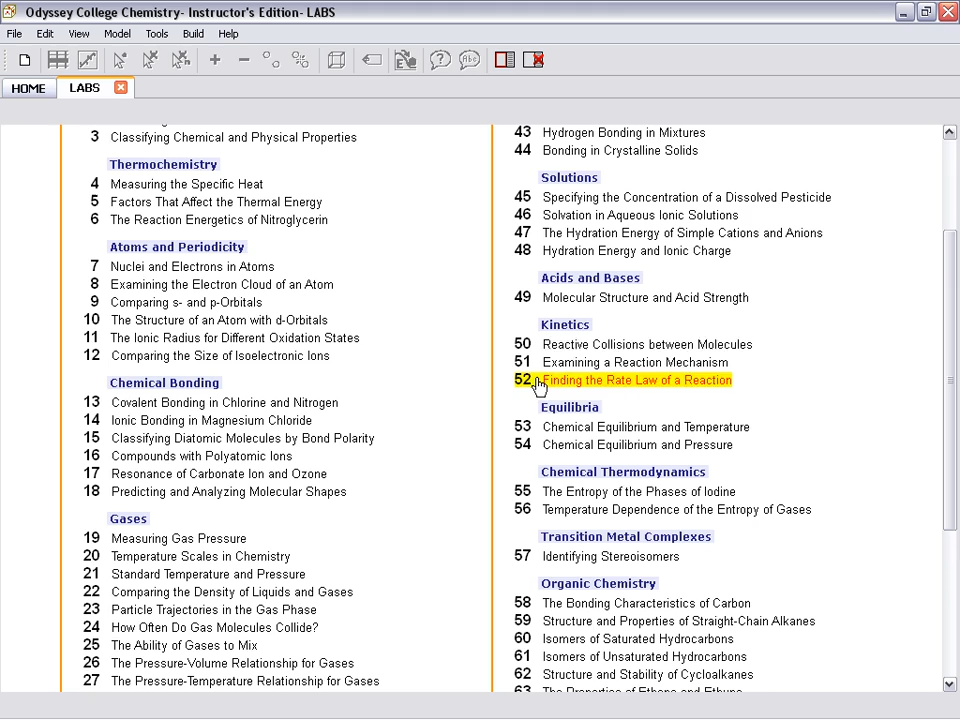 Odyssey College Chemistry- Instructor's Edition- LABS
File Edit View Model Tools Build Help
HOME LABS
3 Classifying Chemical and Physical Properties
Thermochemistry
4 Measuring the Specific Heat
5 Factors That Affect the Thermal Energy
6 The Reaction Energetics of Nitroglycerin
Atoms and Periodicity
7 Nuclei and Electrons in Atoms
8 Examining the Electron Cloud of an Atom
9 Comparing s- and p-Orbitals
10 The Structure of an Atom with d-Orbitals
11 The Ionic Radius for Different Oxidation States
12 Comparing the Size of Isoelectronic Ions
Chemical Bonding
13 Covalent Bonding in Chlorine and Nitrogen
14 Ionic Bonding in Magnesium Chloride
15 Classifying Diatomic Molecules by Bond Polarity
16 Compounds with Polyatomic Ions
17 Resonance of Carbonate Ion and Ozone
18 Predicting and Analyzing Molecular Shapes
Gases
19 Measuring Gas Pressure
20 Temperature Scales in Chemistry
21 Standard Temperature and Pressure
22 Comparing the Density of Liquids and Gases
23 Particle Trajectories in the Gas Phase
24 How Often Do Gas Molecules Collide?
25 The Ability of Gases to Mix
26 The Pressure-Volume Relationship for Gases
27 The Pressure-Temperature Relationship for Gases
43 Hydrogen Bonding in Mixtures
44 Bonding in Crystalline Solids
Solutions
45 Specifying the Concentration of a Dissolved Pesticide
46 Solvation in Aqueous Ionic Solutions
47 The Hydration Energy of Simple Cations and Anions
48 Hydration Energy and Ionic Charge
Acids and Bases
49 Molecular Structure and Acid Strength
Kinetics
50 Reactive Collisions between Molecules
51 Examining a Reaction Mechanism
52 Finding the Rate Law of a Reaction
Equilibria
53 Chemical Equilibrium and Temperature
54 Chemical Equilibrium and Pressure
Chemical Thermodynamics
55 The Entropy of the Phases of Iodine
56 Temperature Dependence of the Entropy of Gases
Transition Metal Complexes
57 Identifying Stereoisomers
Organic Chemistry
58 The Bonding Characteristics of Carbon
59 Structure and Properties of Straight-Chain Alkanes
60 Isomers of Saturated Hydrocarbons
61 Isomers of Unsaturated Hydrocarbons
62 Structure and Stability of Cycloalkanes
63 The Properties of Ethane and